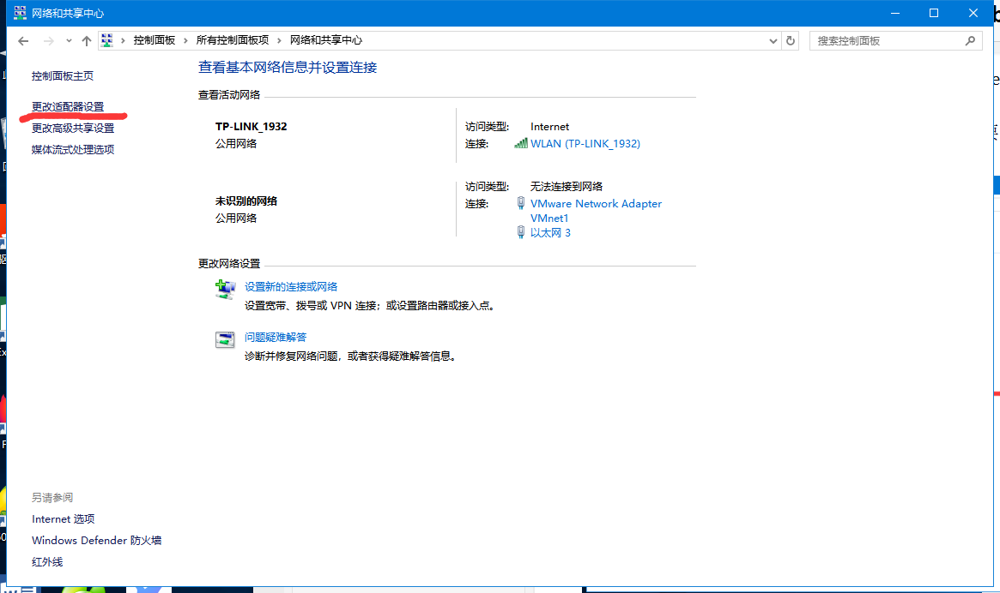 网络和共享中心
控制面板 › 所有控制面板项 › 网络和共享中心
搜索控制面板
控制面板主页
更改适配器设置
更改高级共享设置
媒体流式处理选项
查看基本网络信息并设置连接
查看活动网络
TP-LINK_1932
公用网络
访问类型: Internet
连接: WLAN (TP-LINK_1932)
未识别的网络
公用网络
访问类型: 无法连接到网络
连接: VMware Network Adapter
VMnet1
以太网 3
更改网络设置
设置新的连接或网络
设置宽带、拨号或 VPN 连接；或设置路由器或接入点。
问题疑难解答
诊断并修复网络问题，或者获得疑难解答信息。
另请参阅
Internet 选项
Windows Defender 防火墙
红外线